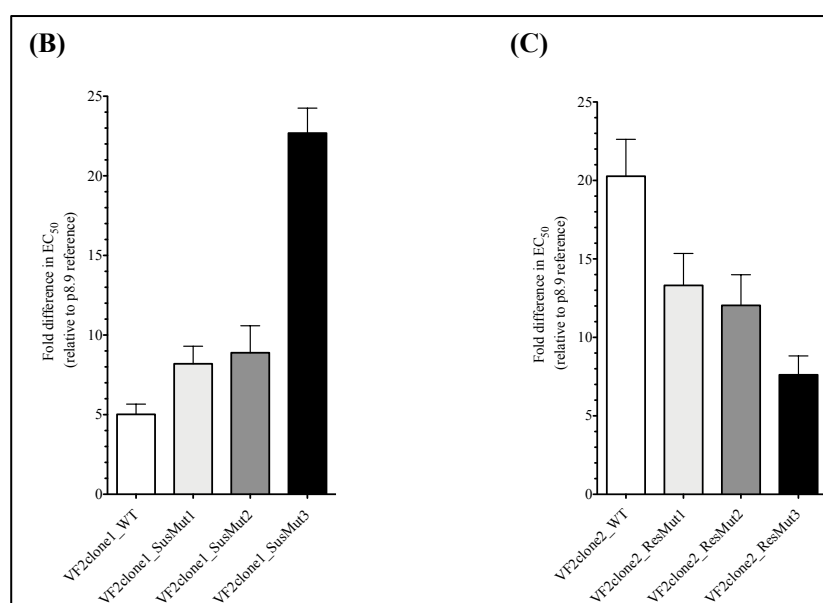 (B)
Fold difference in EC50
(relative to p8.9 reference)
25
20
15
10
5
0
VF2clone1_WT
VF2clone1_SusMut1
VF2clone1_SusMut2
VF2clone1_SusMut3
(C)
Fold difference in EC50
(relative to p8.9 reference)
25
20
15
10
5
0
VF2clone2_WT
VF2clone2_ResMut1
VF2clone2_ResMut2
VF2clone2_ResMut3